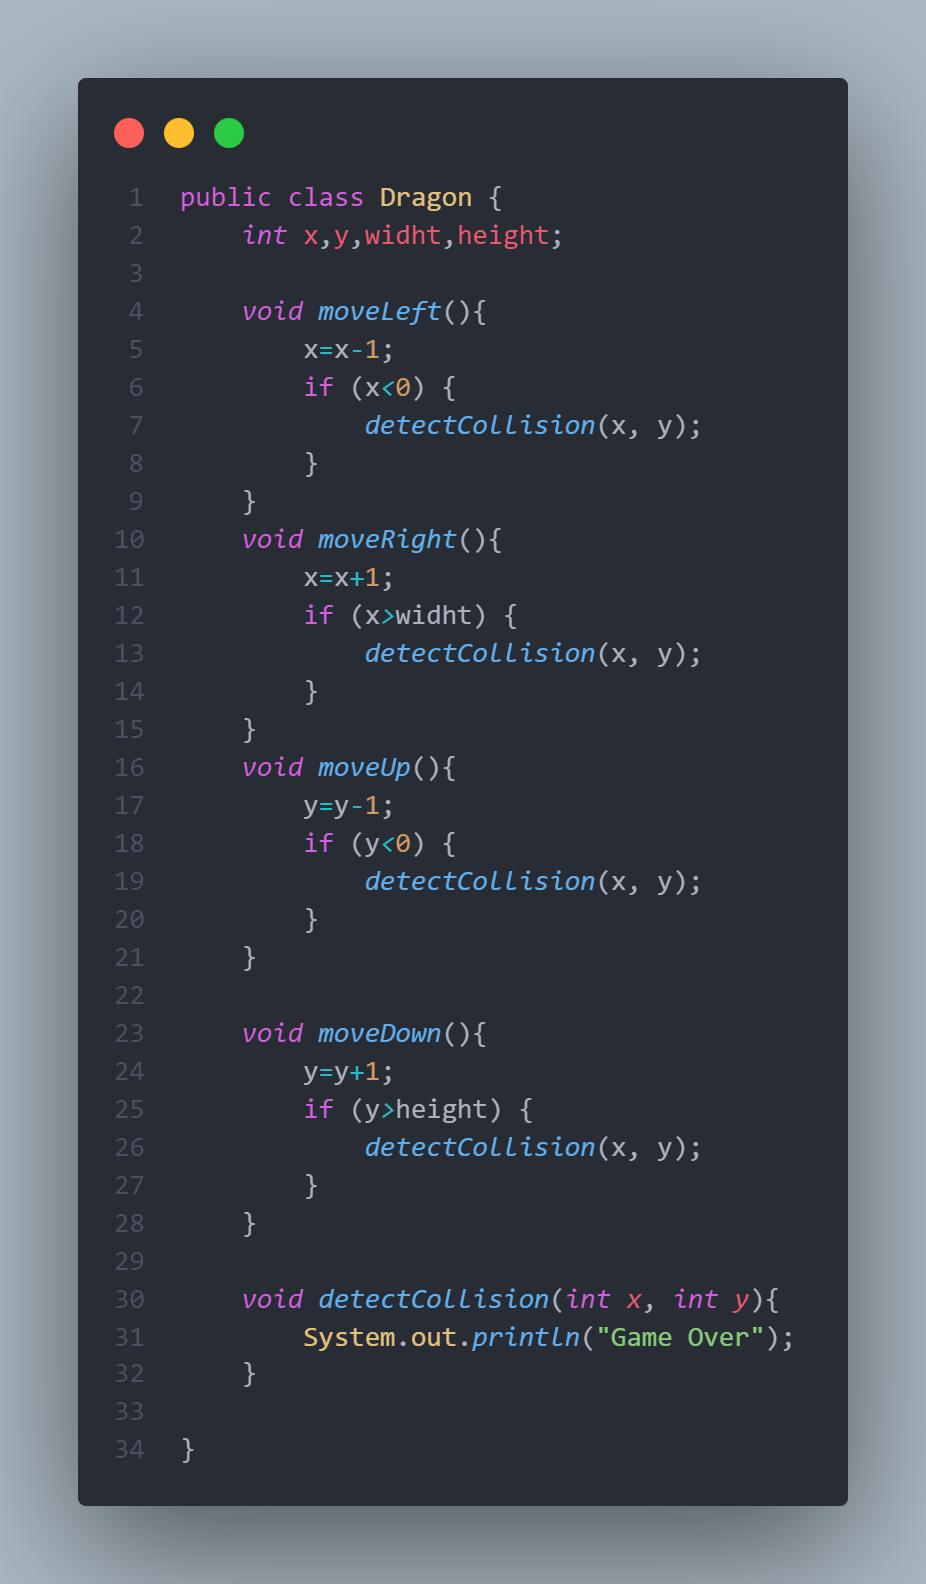 1 public class Dragon {
2     int x,y,widht,height;
3
4     void moveLeft(){
5         x=x-1;
6         if (x<0) {
7             detectCollision(x, y);
8         }
9     }
10     void moveRight(){
11         x=x+1;
12         if (x>widht) {
13             detectCollision(x, y);
14         }
15     }
16     void moveUp(){
17         y=y-1;
18         if (y<0) {
19             detectCollision(x, y);
20         }
21     }
22
23     void moveDown(){
24         y=y+1;
25         if (y>height) {
26             detectCollision(x, y);
27         }
28     }
29
30     void detectCollision(int x, int y){
31         System.out.println("Game Over");
32     }
33
34 }